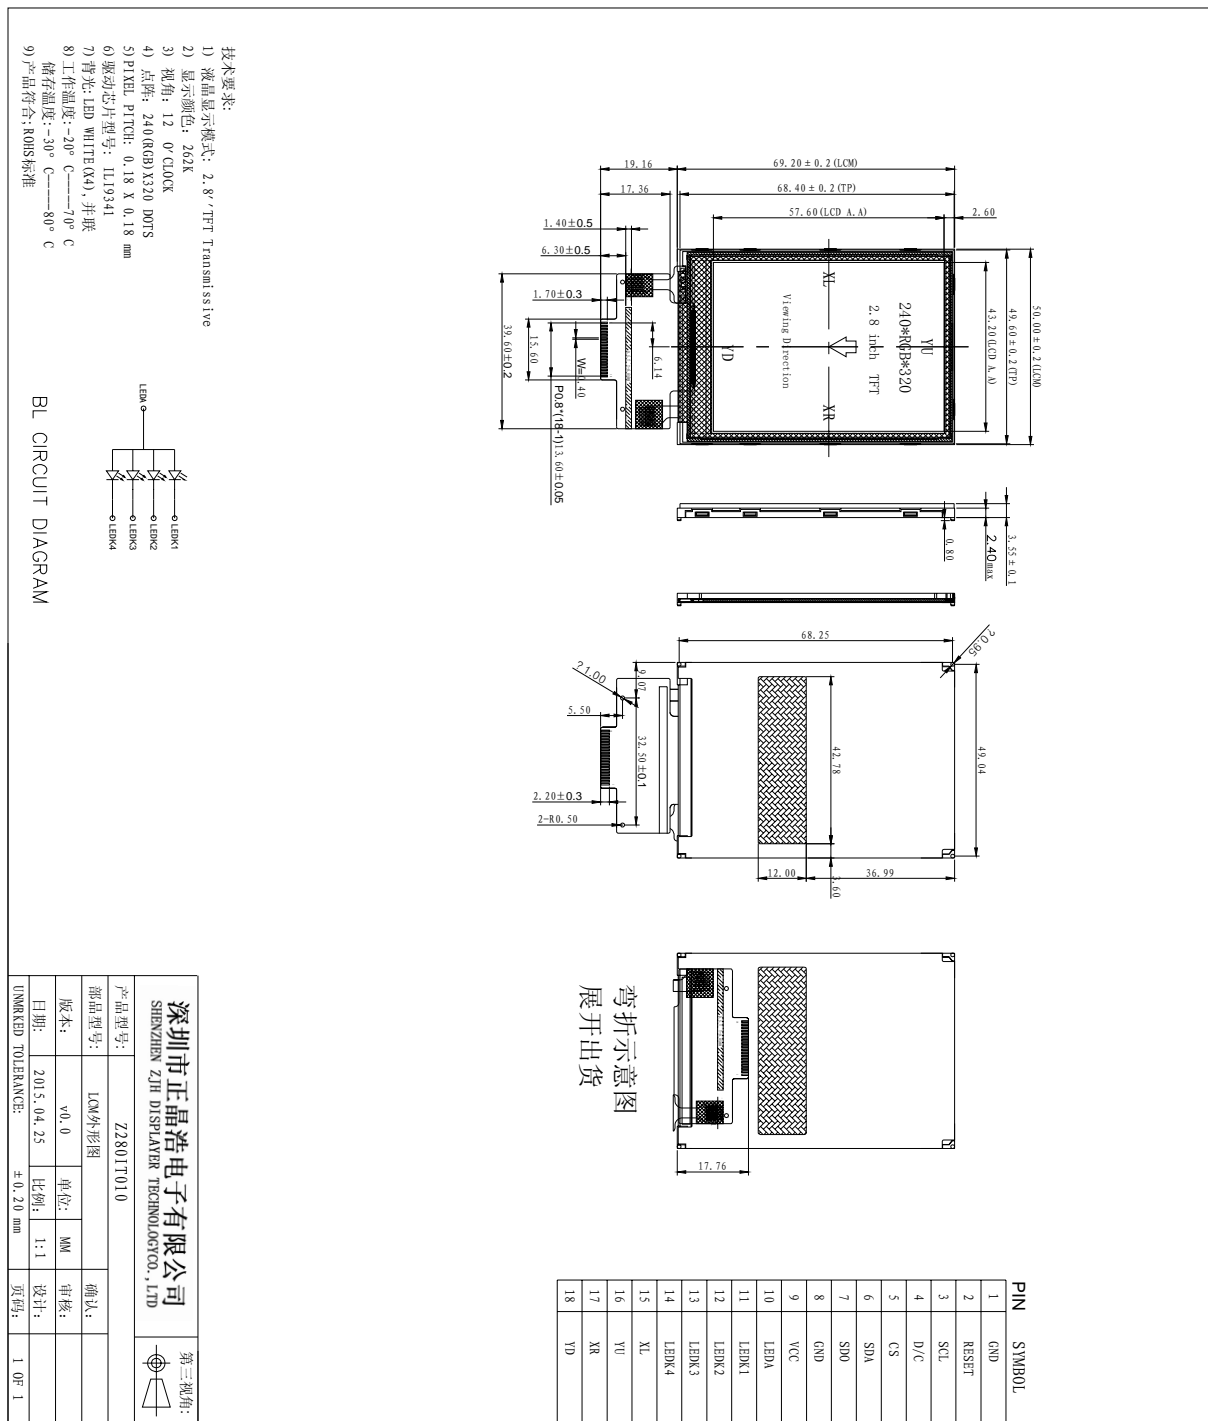 技术要求:
1) 液晶显示模式: 2.8''TFT Transmissive
2) 显示颜色: 262K
3) 视角: 12 O'CLOCK
4) 点阵: 240(RGB)X320 DOTS
5)PIXEL PITCH: 0.18 X 0.18 mm
6)驱动芯片型号: ILI9341
7)背光:LED WHITE(X4),并联
8)工作温度:-20° C----70° C
储存温度:-30° C----80° C
9)产品符合;ROHS标准
50.00±0.2(LCM)
49.60±0.2(TP)
43.20(LCD A.A)
69.20±0.2(LCM)
68.40±0.2(TP)
57.60(LCD A.A)
2.60
19.16
17.36
1.40±0.5
6.30±0.5
1.70±0.3
39.60±0.2
15.60
W=0.40
6.14
P0.8*(18-1)13.60±0.05
YU
240*RGB*320
2.8 inch TFT
XL
XR
Viewing Direction
YD
3.55±0.1
2.40max
0.80
68.25
?0.95
49.04
42.78
3.60
12.00
36.99
?1.00
9.07
5.50
32.50±0.1
2.20±0.3
2-R0.50
弯折示意图
展开出货
17.76
LEDA
LEDK1
LEDK2
LEDK3
LEDK4
BL CIRCUIT DIAGRAM
PIN SYMBOL
1 GND
2 RESET
3 SCL
4 D/C
5 CS
6 SDA
7 SDO
8 GND
9 VCC
10 LEDA
11 LEDK1
12 LEDK2
13 LEDK3
14 LEDK4
15 XL
16 YU
17 XR
18 YD
深圳市正晶浩电子有限公司
SHENZHEN ZJH DISPLAYER TECHNOLOGYCO.,LTD
第三视角:
产品型号: Z280IT010
部品型号: LCM外形图 确认:
版本: v0.0 单位: MM 审核:
日期: 2015.04.25 比例: 1:1 设计:
UNMRKED TOLERANCE: ±0.20 mm 页码: 1 OF 1